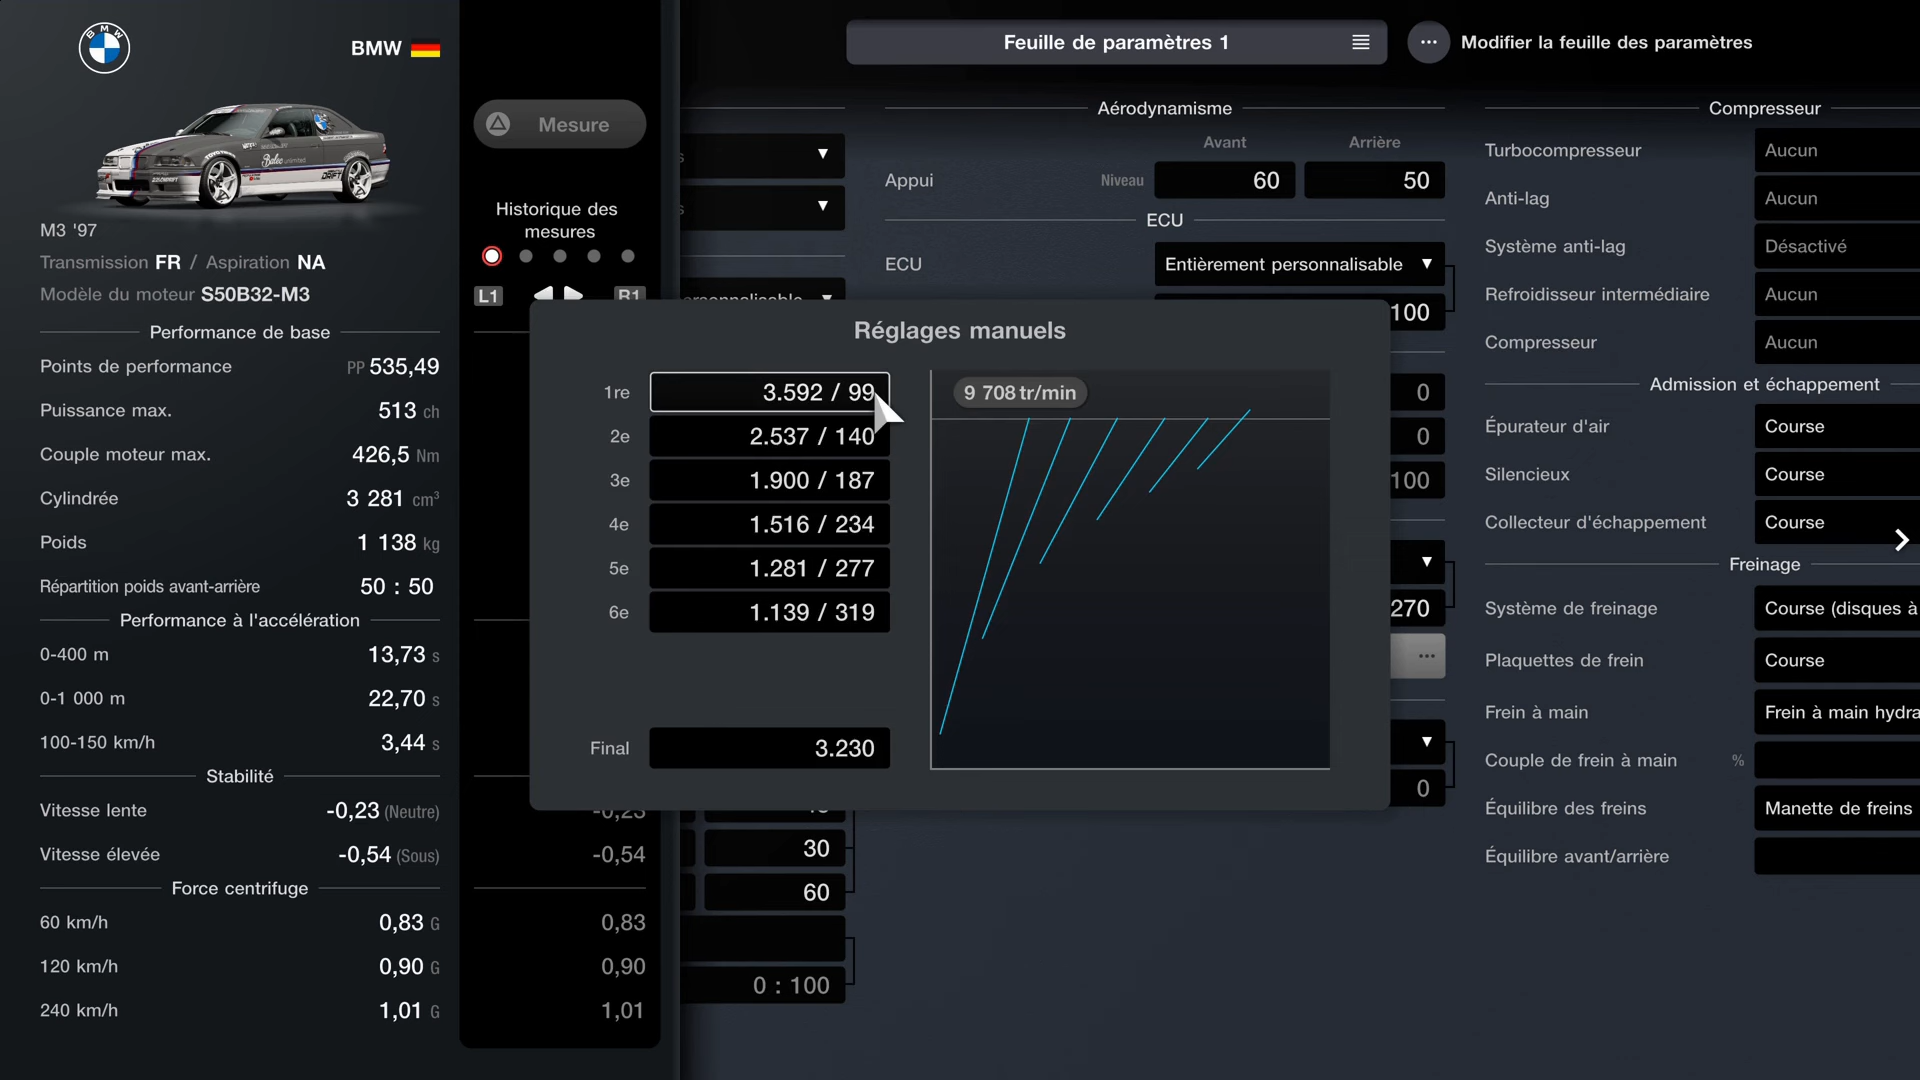 BMW
M3 '97
Transmission FR / Aspiration NA
Modèle du moteur S50B32-M3
Performance de base
Points de performance PP 535,49
Puissance max. 513 ch
Couple moteur max. 426,5 Nm
Cylindrée 3 281 cm³
Poids 1 138 kg
Répartition poids avant-arrière 50 : 50
Performance à l'accélération
0-400 m 13,73 s
0-1 000 m 22,70 s
100-150 km/h 3,44 s
Stabilité
Vitesse lente -0,23 (Neutre)
Vitesse élevée -0,54 (Sous)
Force centrifuge
60 km/h 0,83 G
120 km/h 0,90 G
240 km/h 1,01 G
Mesure
Historique des
mesures
L1 R1
-0,23
-0,54
0,83
0,90
1,01
30
60
0 : 100
Feuille de paramètres 1
Modifier la feuille des paramètres
Aérodynamisme
Avant Arrière
Appui Niveau 60 50
ECU
ECU Entièrement personnalisable
100
0
0
100
270
0
Réglages manuels
1re 3.592 / 99
2e 2.537 / 140
3e 1.900 / 187
4e 1.516 / 234
5e 1.281 / 277
6e 1.139 / 319
Final 3.230
9 708 tr/min
Compresseur
Turbocompresseur Aucun
Anti-lag Aucun
Système anti-lag Désactivé
Refroidisseur intermédiaire Aucun
Compresseur Aucun
Admission et échappement
Épurateur d'air Course
Silencieux Course
Collecteur d'échappement Course
Freinage
Système de freinage Course (disques à
Plaquettes de frein Course
Frein à main Frein à main hydra
Couple de frein à main %
Équilibre des freins Manette de freins
Équilibre avant/arrière